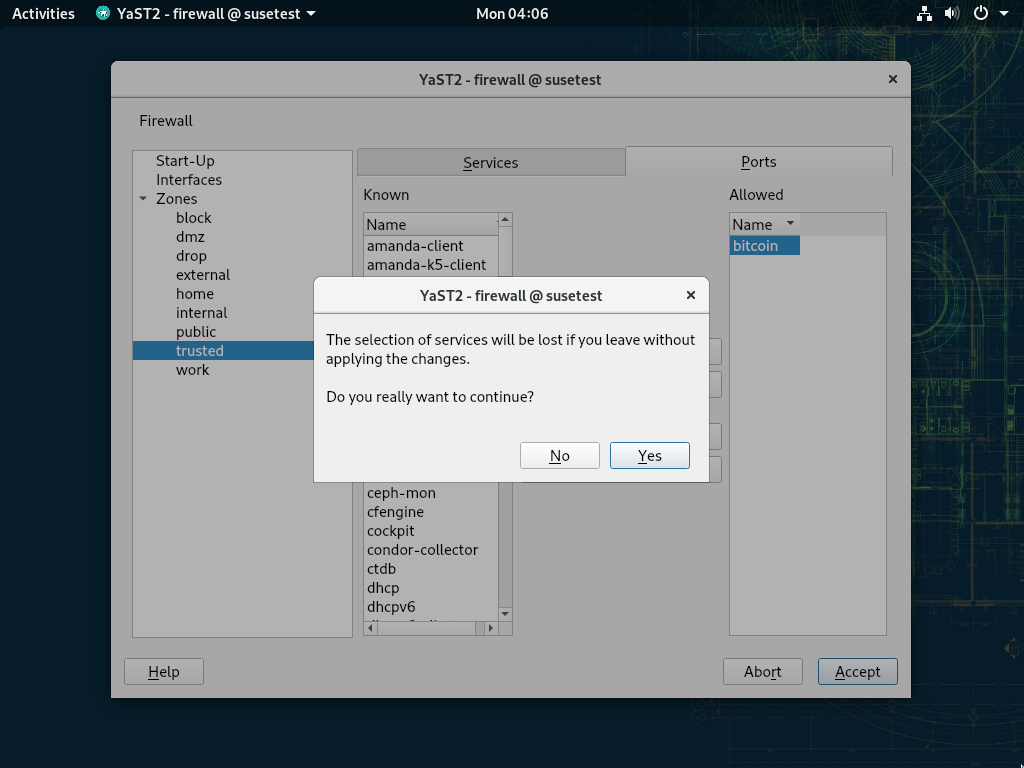 Activities YaST2 - firewall @ susetest Mon 04:06
YaST2 - firewall @ susetest
Firewall
Start-Up
Interfaces
Zones
block
dmz
drop
external
home
internal
public
trusted
work
Services Ports
Known
Name
amanda-client
amanda-k5-client
Allowed
Name
bitcoin
YaST2 - firewall @ susetest
The selection of services will be lost if you leave without
applying the changes.
Do you really want to continue?
No Yes
ceph-mon
cfengine
cockpit
condor-collector
ctdb
dhcp
dhcpv6
Help Abort Accept